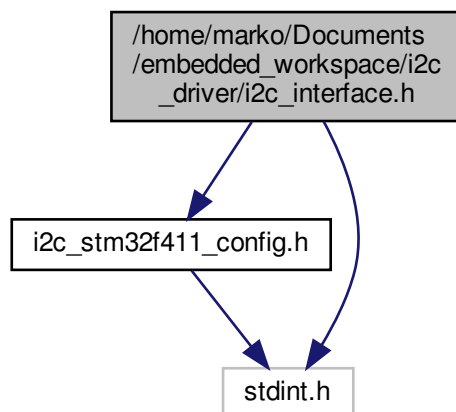 /home/marko/Documents
/embedded_workspace/i2c
_driver/i2c_interface.h
i2c_stm32f411_config.h
stdint.h